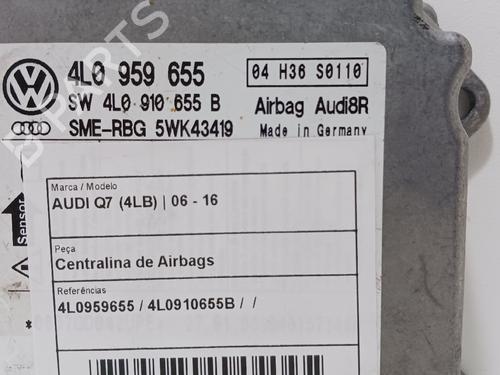 4L0 959 655
04 H36 S0110
SW 4L0 910 655 B
Airbag Audi8R
SME-RBG 5WK43419
Made in Germany
Sensor
Marca / Modelo
AUDI Q7 (4LB) | 06 - 16
Peça
Centralina de Airbags
Referências
4L0959655 / 4L0910655B / /